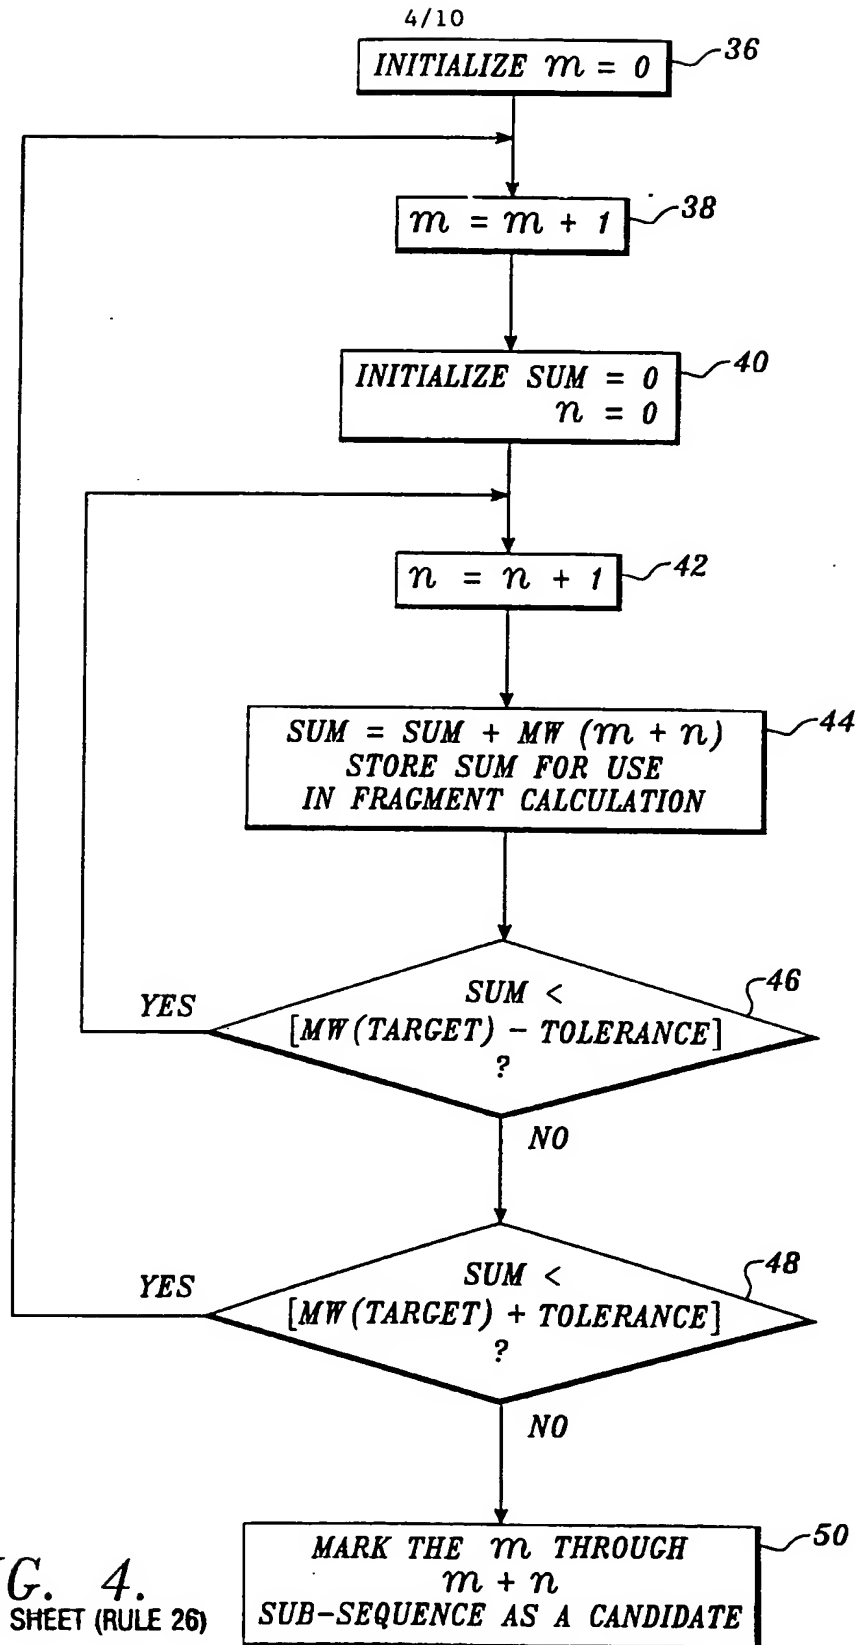 4/10
INITIALIZE m = 0
36
m = m + 1
38
INITIALIZE SUM = 0
n = 0
40
n = n + 1
42
SUM = SUM + MW (m + n)
STORE SUM FOR USE
IN FRAGMENT CALCULATION
44
YES
SUM <
[MW(TARGET) - TOLERANCE]
?
46
NO
YES
SUM <
[MW(TARGET) + TOLERANCE]
?
48
NO
MARK THE m THROUGH
m + n
SUB-SEQUENCE AS A CANDIDATE
50
G. 4.
SHEET (RULE 26)